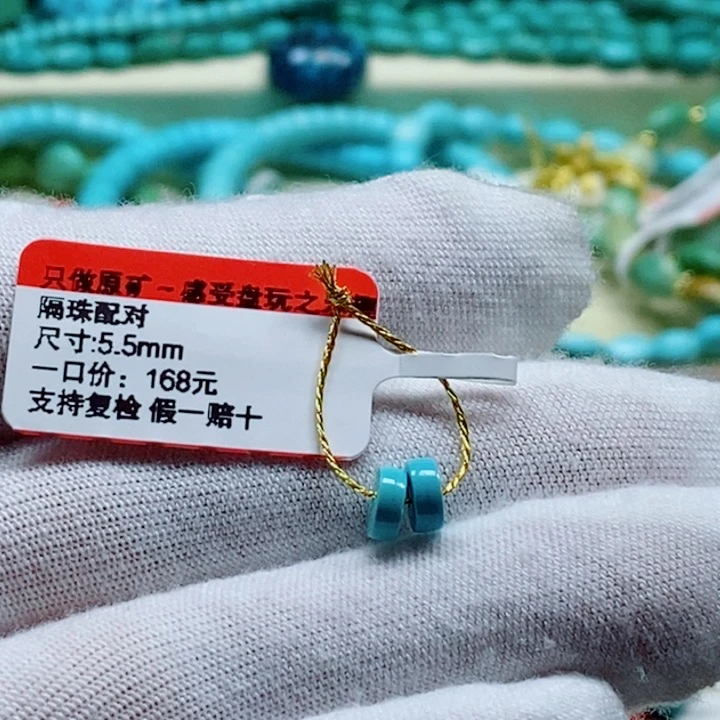 只做原矿~感受盘玩之
隔珠配对
尺寸:5.5mm
一口价：168元
支持复检 假一赔十